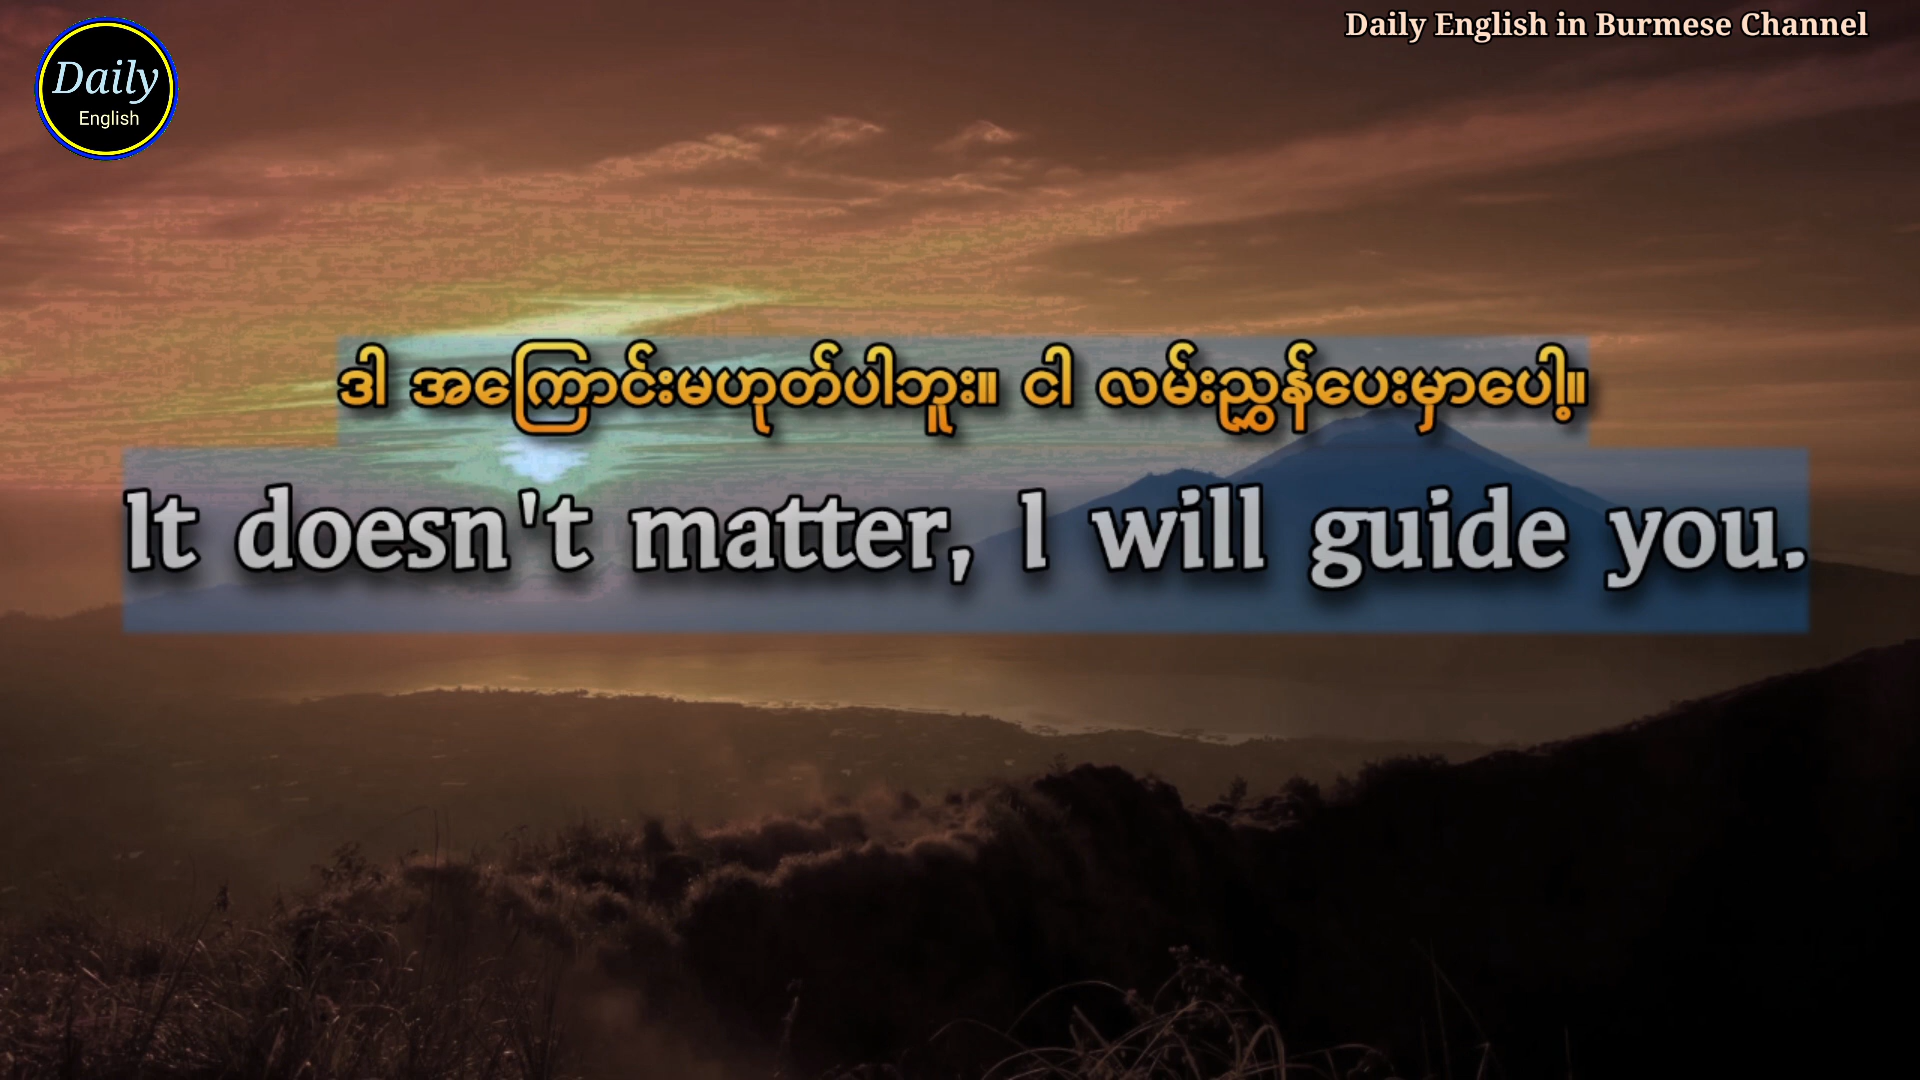 Daily English in Burmese Channel
Daily
English
ဒါ အကြောင်းမဟုတ်ပါဘူး။ ငါ လမ်းညွှန်ပေးမှာပေါ့။
It doesn't matter, I will guide you.